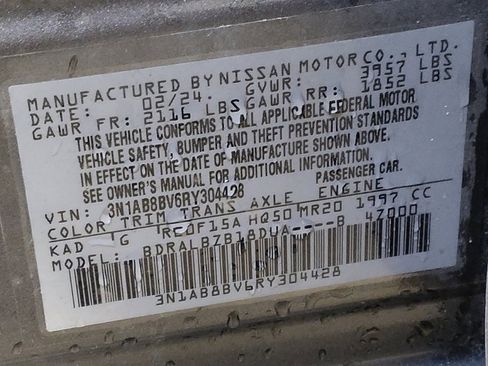 MANUFACTURED BY NISSAN MOTOR CO., LTD.
DATE: 02/24 GVWR: 3957 LBS
GAWR FR: 2116 LBS GAWR RR: 1852 LBS
THIS VEHICLE CONFORMS TO ALL APPLICABLE FEDERAL MOTOR
VEHICLE SAFETY, BUMPER AND THEFT PREVENTION STANDARDS
IN EFFECT ON THE DATE OF MANUFACTURE SHOWN ABOVE.
SEE OWNER'S MANUAL FOR ADDITIONAL INFORMATION.
VIN: 3N1AB8BV6RY304428 PASSENGER CAR.
COLOR TRIM TRANS AXLE ENGINE
KAD G RE0F15A HQ50 MR20 1997 CC
MODEL: BDRALBZB18DUA----B 4Z000
3N1AB8BV6RY304428